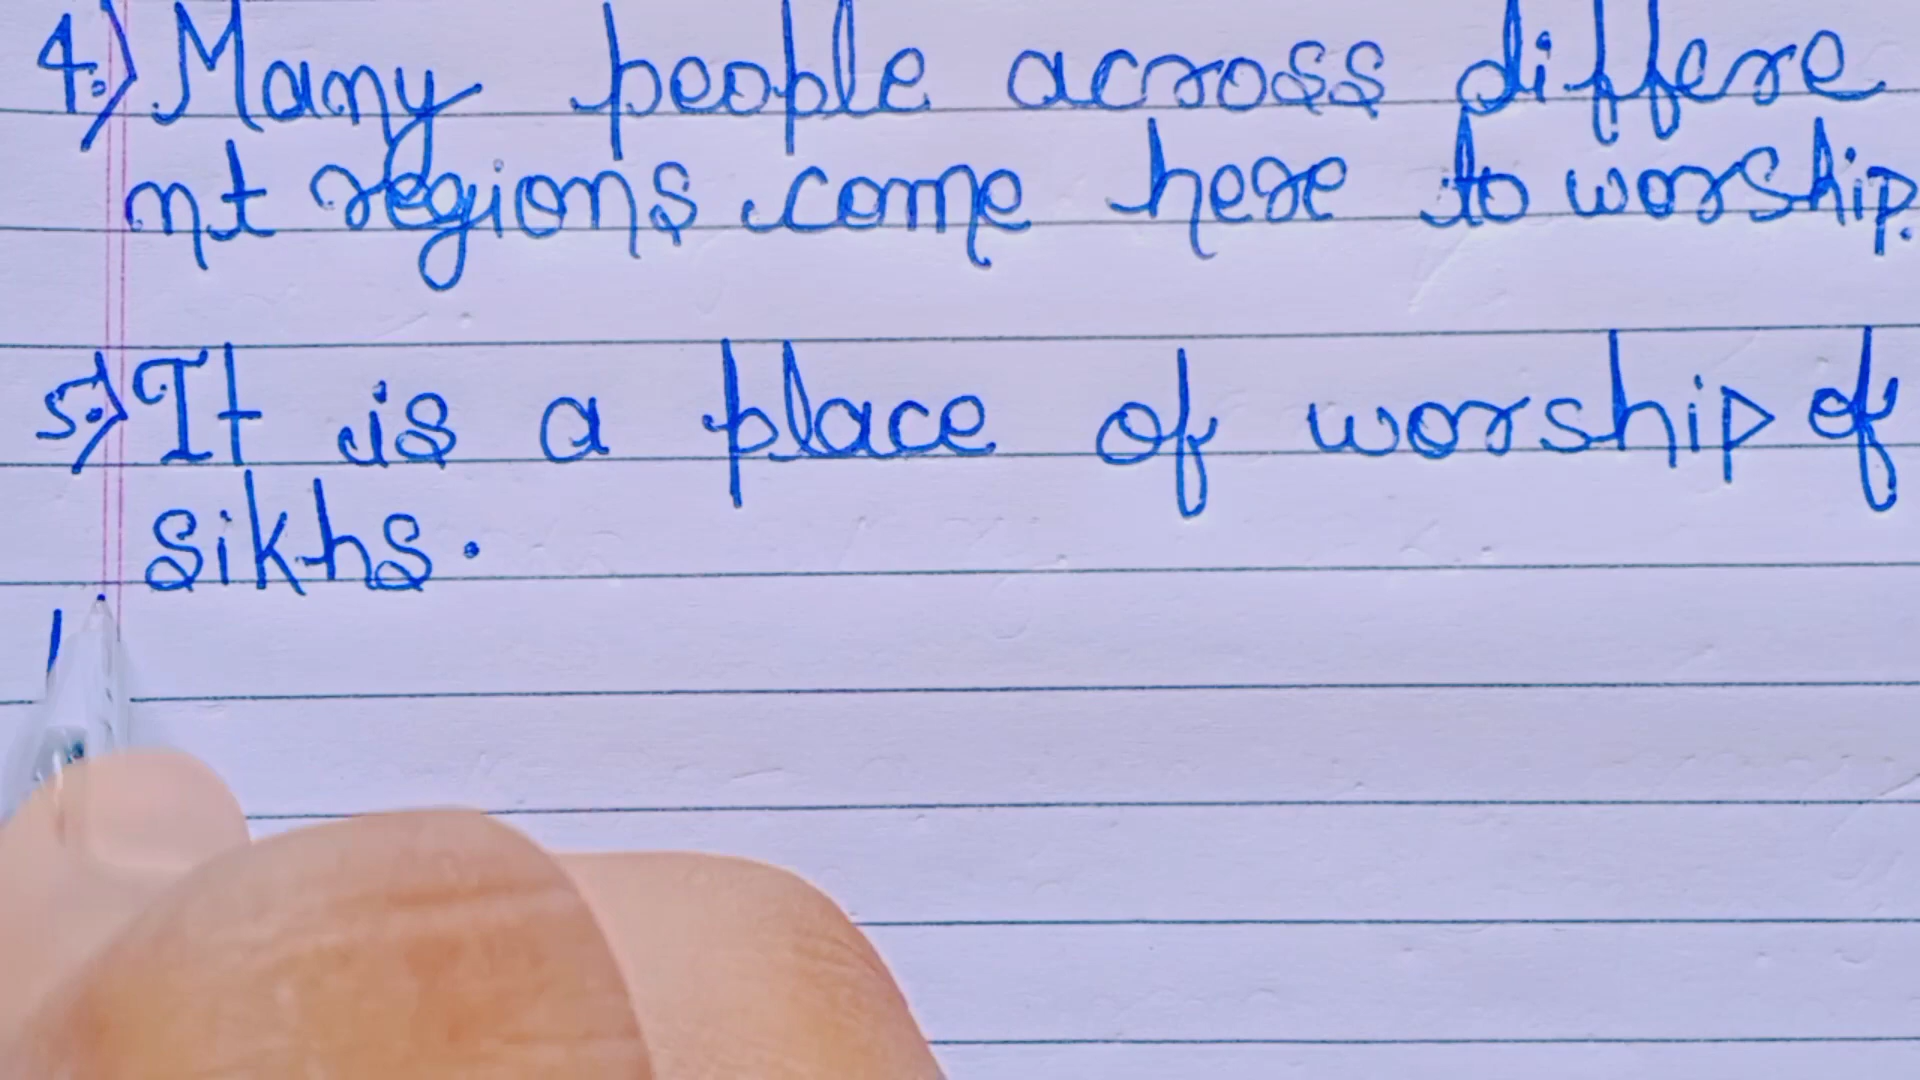 4.) Many people across differe
nt regions come here to worship.
5.) It is a place of worship of
sikhs.